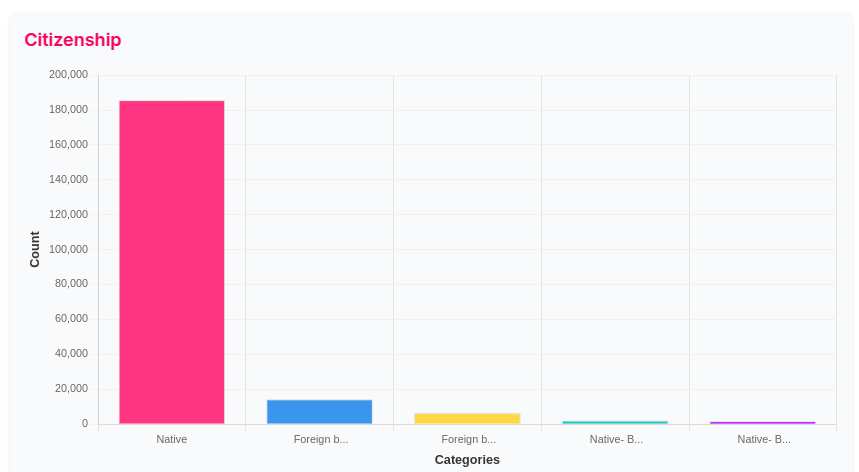 Citizenship
200,000
180,000
160,000
140,000
120,000
100,000
80,000
60,000
40,000
20,000
0
Count
Native
Foreign b...
Foreign b...
Native- B...
Native- B...
Categories